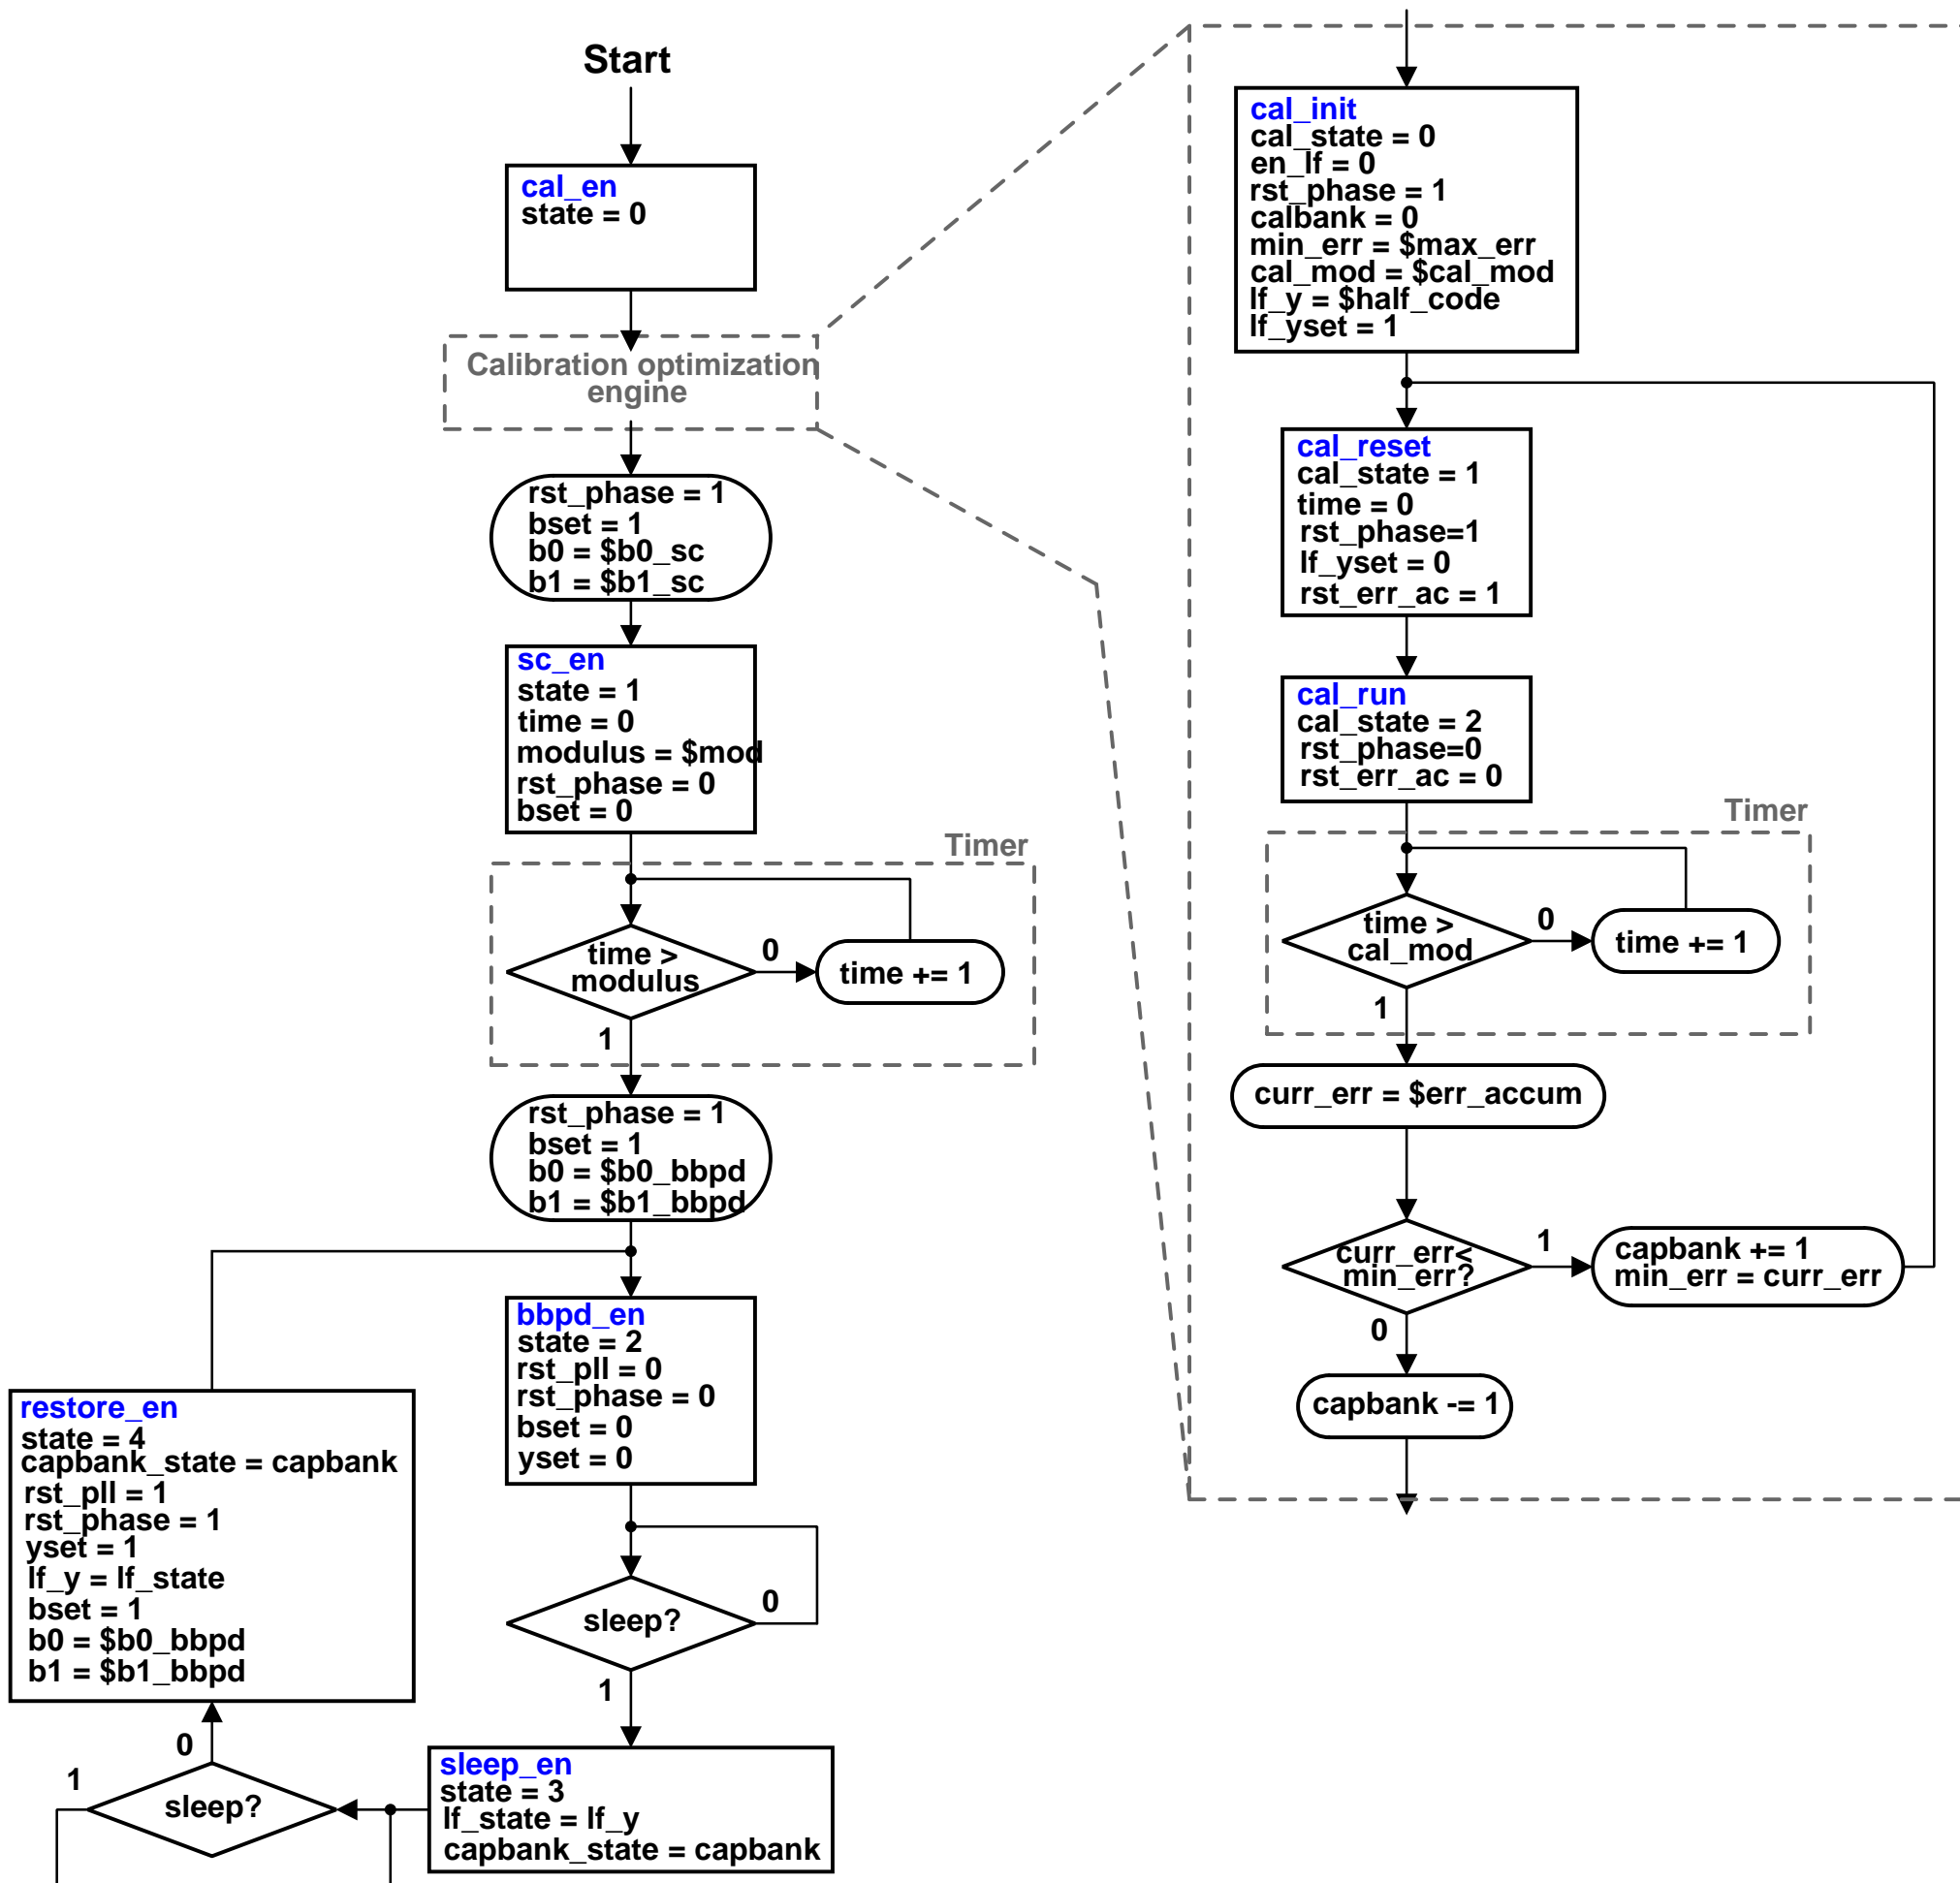 Start
cal_en
state = 0
Calibration optimization
engine
rst_phase = 1
bset = 1
b0 = $b0_sc
b1 = $b1_sc
sc_en
state = 1
time = 0
modulus = $mod
rst_phase = 0
bset = 0
Timer
time >
modulus
0
time += 1
1
rst_phase = 1
bset = 1
b0 = $b0_bbpd
b1 = $b1_bbpd
bbpd_en
state = 2
rst_pll = 0
rst_phase = 0
bset = 0
yset = 0
sleep?
0
1
sleep_en
state = 3
lf_state = lf_y
capbank_state = capbank
restore_en
state = 4
capbank_state = capbank
rst_pll = 1
rst_phase = 1
yset = 1
lf_y = lf_state
bset = 1
b0 = $b0_bbpd
b1 = $b1_bbpd
0
1
sleep?
cal_init
cal_state = 0
en_lf = 0
rst_phase = 1
calbank = 0
min_err = $max_err
cal_mod = $cal_mod
lf_y = $half_code
lf_yset = 1
cal_reset
cal_state = 1
time = 0
rst_phase=1
lf_yset = 0
rst_err_ac = 1
cal_run
cal_state = 2
rst_phase=0
rst_err_ac = 0
Timer
time >
cal_mod
0
time += 1
1
curr_err = $err_accum
curr_err<
min_err?
1
capbank += 1
min_err = curr_err
0
capbank -= 1